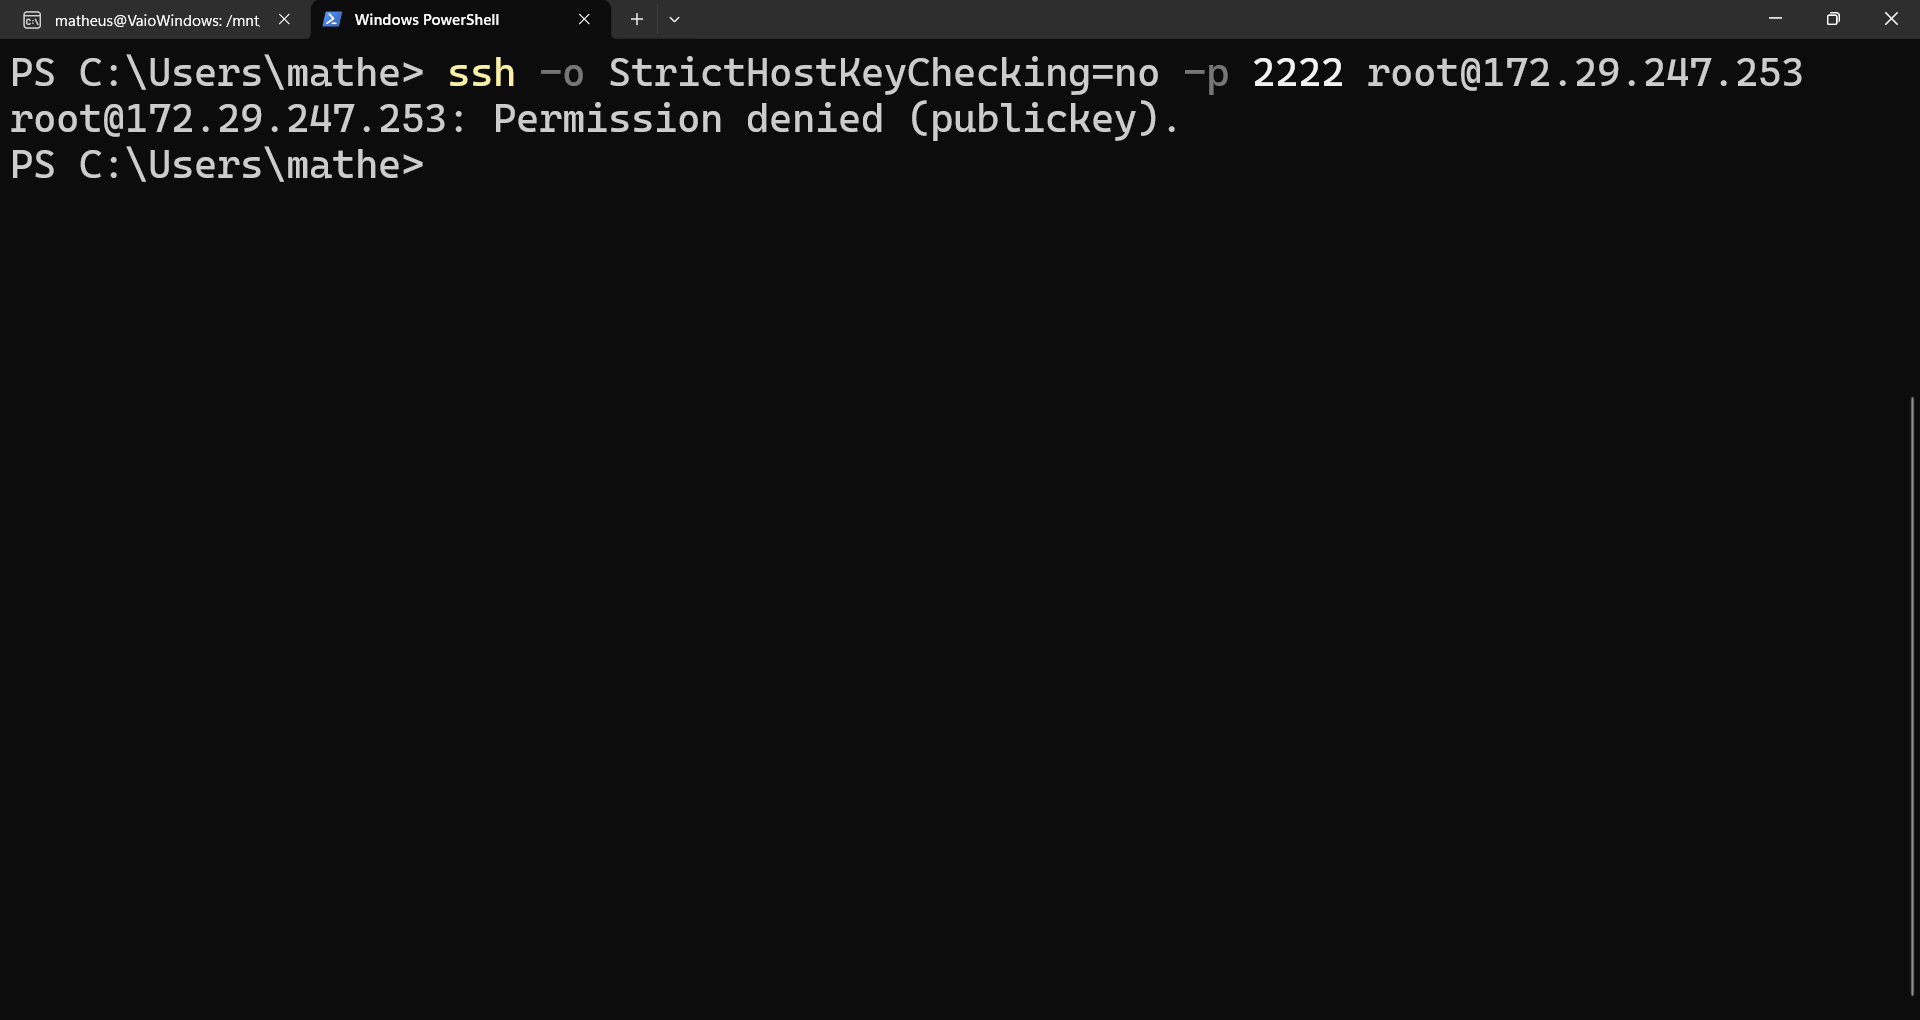 matheus@VaioWindows: /mnt
Windows PowerShell
PS C:\Users\mathe> ssh -o StrictHostKeyChecking=no -p 2222 root@172.29.247.253
root@172.29.247.253: Permission denied (publickey).
PS C:\Users\mathe>